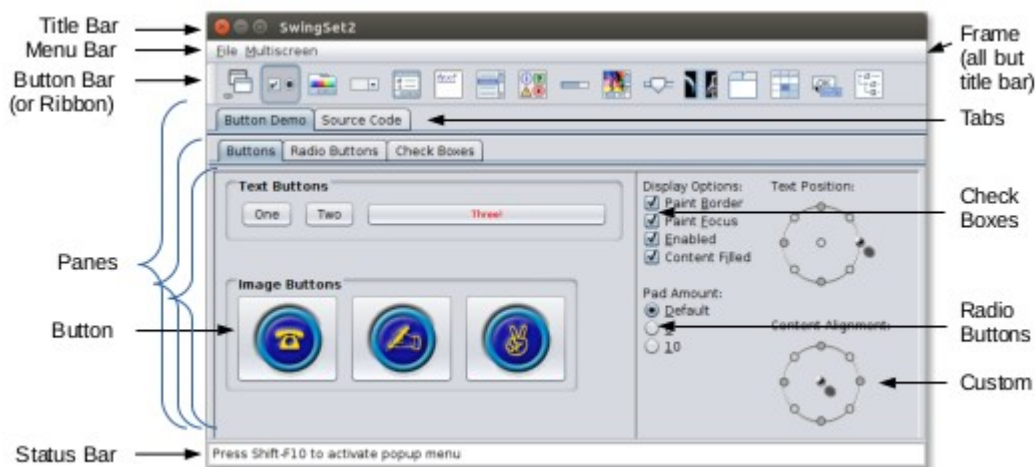 Title Bar
Menu Bar
Button Bar
(or Ribbon)
Panes
Button
Status Bar
SwingSet2
File Multiscreen
text
OK
Button Demo Source Code
Buttons Radio Buttons Check Boxes
Text Buttons
One Two Three!
Image Buttons
Display Options:
Paint Border
Paint Focus
Enabled
Content Filled
Text Position:
Pad Amount:
Default
10
Content Alignment:
Press Shift-F10 to activate popup menu
Frame
(all but
title bar)
Tabs
Check
Boxes
Radio
Buttons
Custom